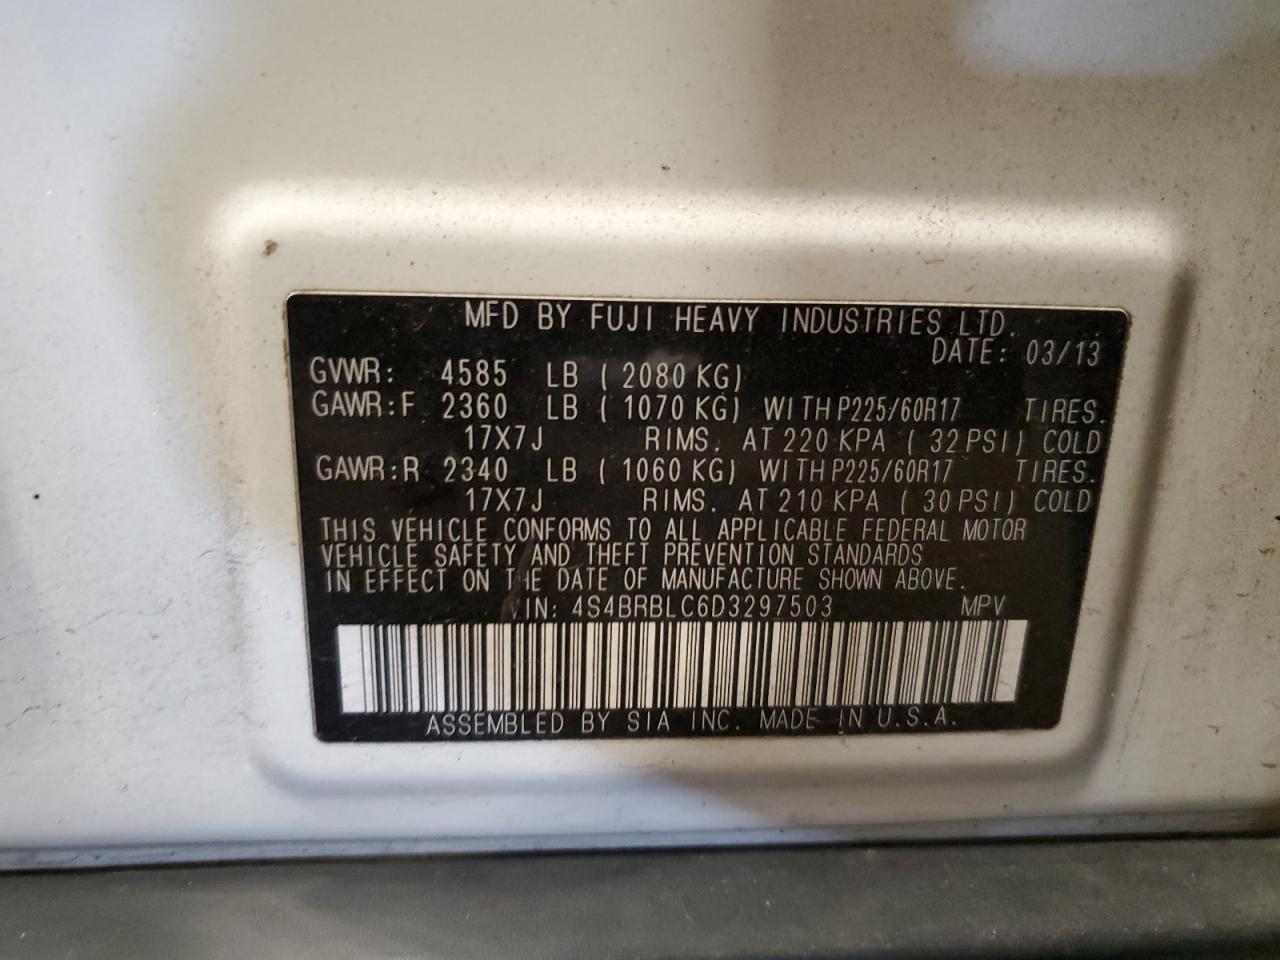 MFD BY FUJI HEAVY INDUSTRIES LTD.
DATE: 03/13
GVWR: 4585 LB ( 2080 KG)
GAWR:F 2360 LB ( 1070 KG) WITH P225/60R17 TIRES.
17X7J RIMS. AT 220 KPA ( 32 PSI) COLD
GAWR:R 2340 LB ( 1060 KG) WITH P225/60R17 TIRES.
17X7J RIMS. AT 210 KPA ( 30 PSI) COLD
THIS VEHICLE CONFORMS TO ALL APPLICABLE FEDERAL MOTOR
VEHICLE SAFETY AND THEFT PREVENTION STANDARDS
IN EFFECT ON THE DATE OF MANUFACTURE SHOWN ABOVE.
VIN: 4S4BRBLC6D3297503 MPV
ASSEMBLED BY SIA INC. MADE IN U.S.A.